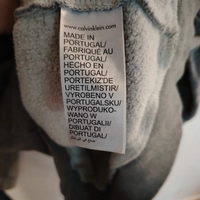 www.calvinklein.com
MADE IN
PORTUGAL/
FABRIQUÉ AU
PORTUGAL/
HECHO EN
PORTUGAL/
PORTEKIZ'DE
URETILMISTIR/
VYROBENO V
PORTUGALSKU/
WYPRODUKO-
WANO W
PORTUGALII/
DIBUAT DI
PORTUGAL/